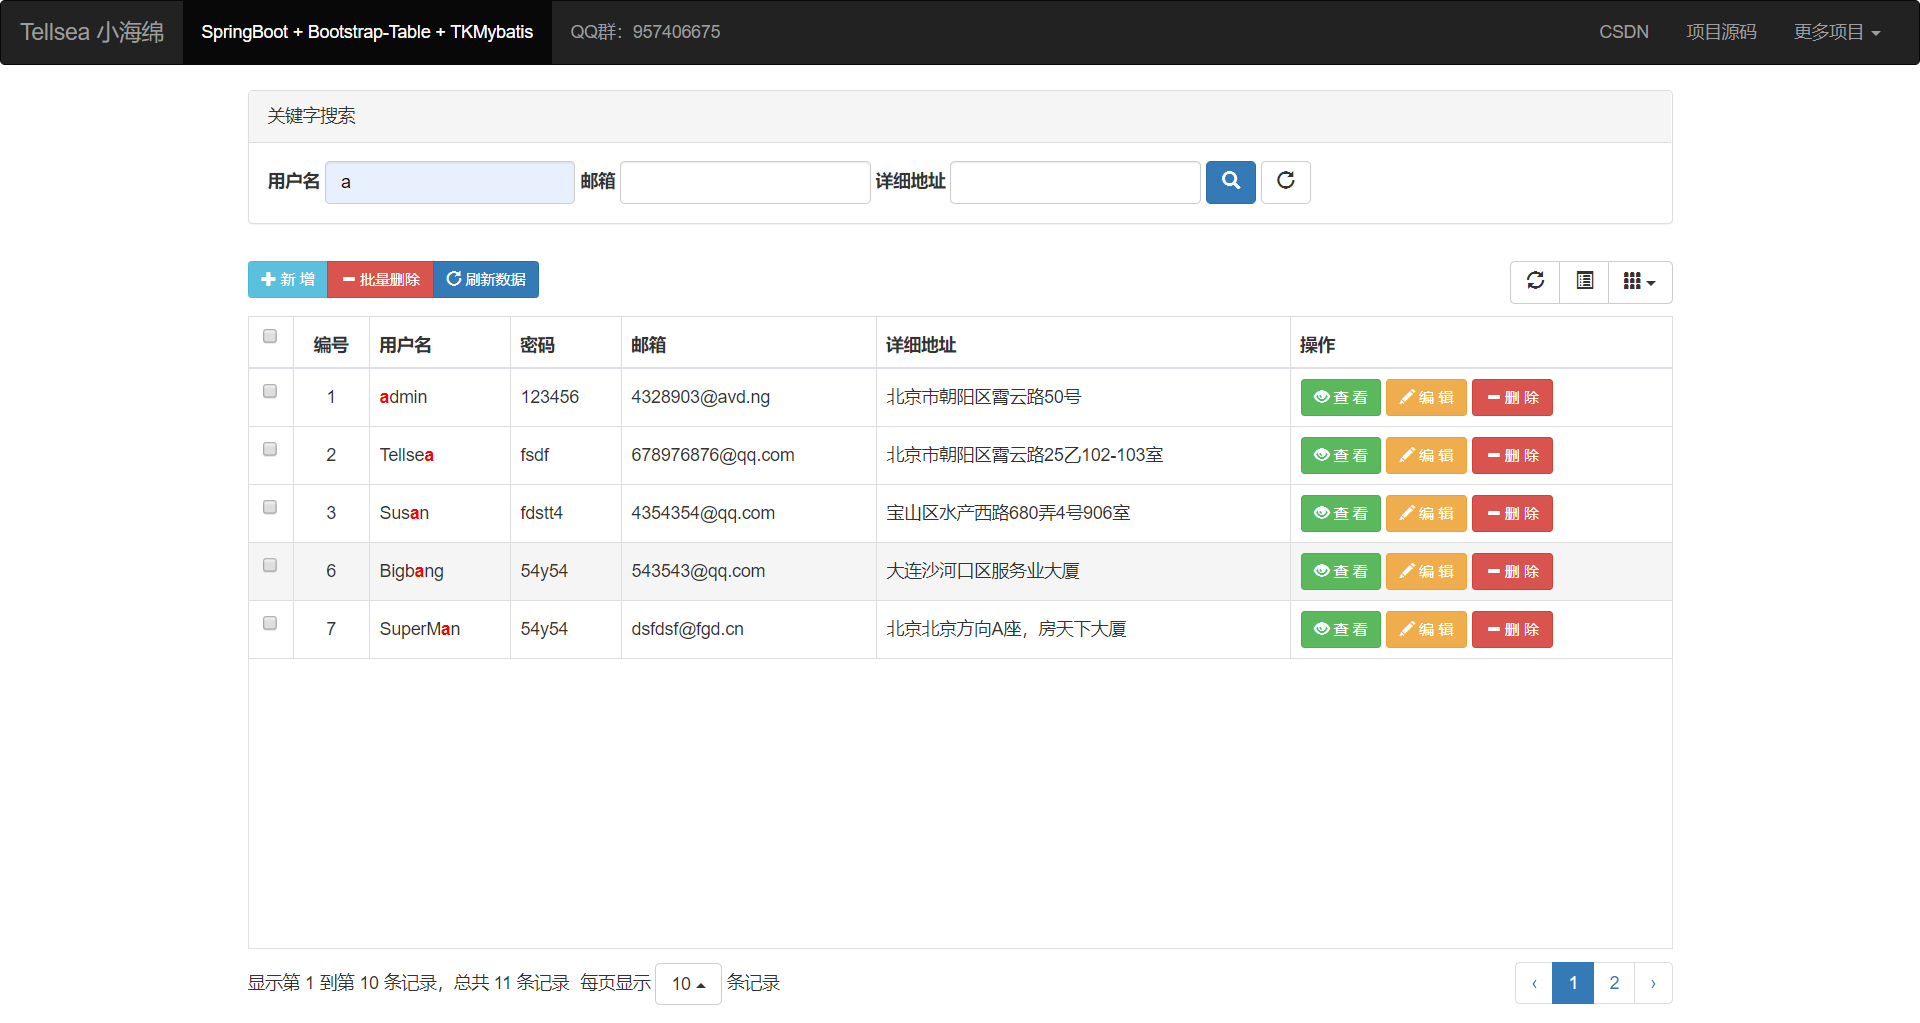 Tellsea 小海绵 SpringBoot + Bootstrap-Table + TKMybatis QQ群：957406675 CSDN 项目源码 更多项目
关键字搜索
用户名 a 邮箱 详细地址
新 增 批量删除 刷新数据
编号 用户名 密码 邮箱 详细地址 操作
1 admin 123456 4328903@avd.ng 北京市朝阳区霄云路50号 查 看 编 辑 删 除
2 Tellsea fsdf 678976876@qq.com 北京市朝阳区霄云路25乙102-103室 查 看 编 辑 删 除
3 Susan fdstt4 4354354@qq.com 宝山区水产西路680弄4号906室 查 看 编 辑 删 除
6 Bigbang 54y54 543543@qq.com 大连沙河口区服务业大厦 查 看 编 辑 删 除
7 SuperMan 54y54 dsfdsf@fgd.cn 北京北京方向A座，房天下大厦 查 看 编 辑 删 除
显示第 1 到第 10 条记录，总共 11 条记录 每页显示 10 条记录 ‹ 1 2 ›